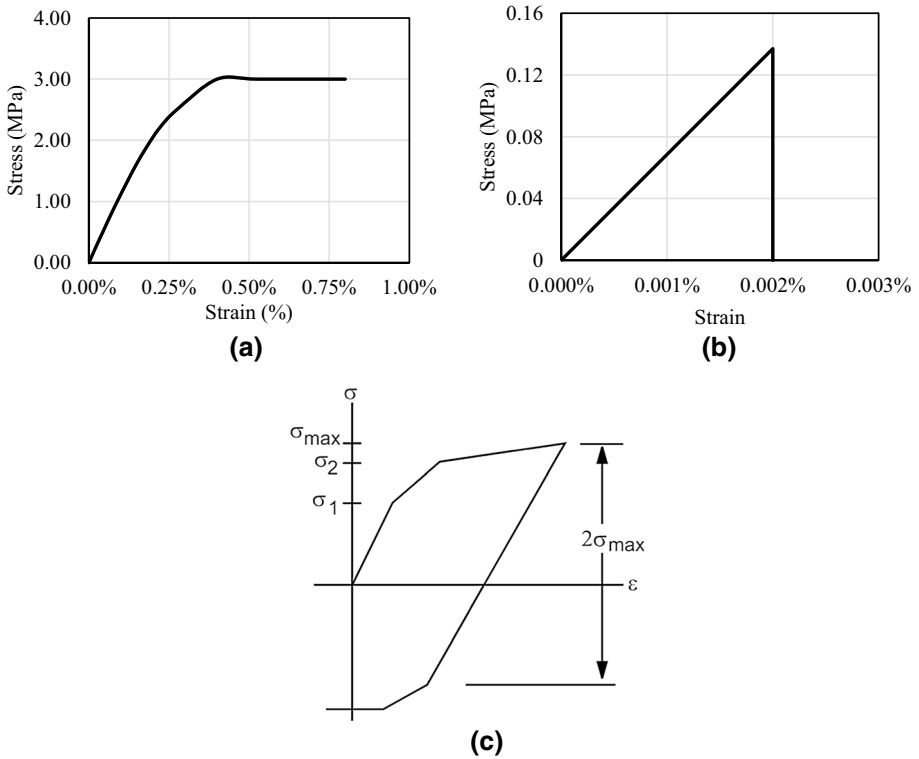 4.00
3.00
2.00
1.00
0.00
Stress (MPa)
0.00% 0.25% 0.50% 0.75% 1.00%
Strain (%)
(a)
0.16
0.12
0.08
0.04
0
Stress (MPa)
0.000% 0.001% 0.002% 0.003%
Strain
(b)
σ
σmax
σ2
σ1
2σmax
ε
(c)